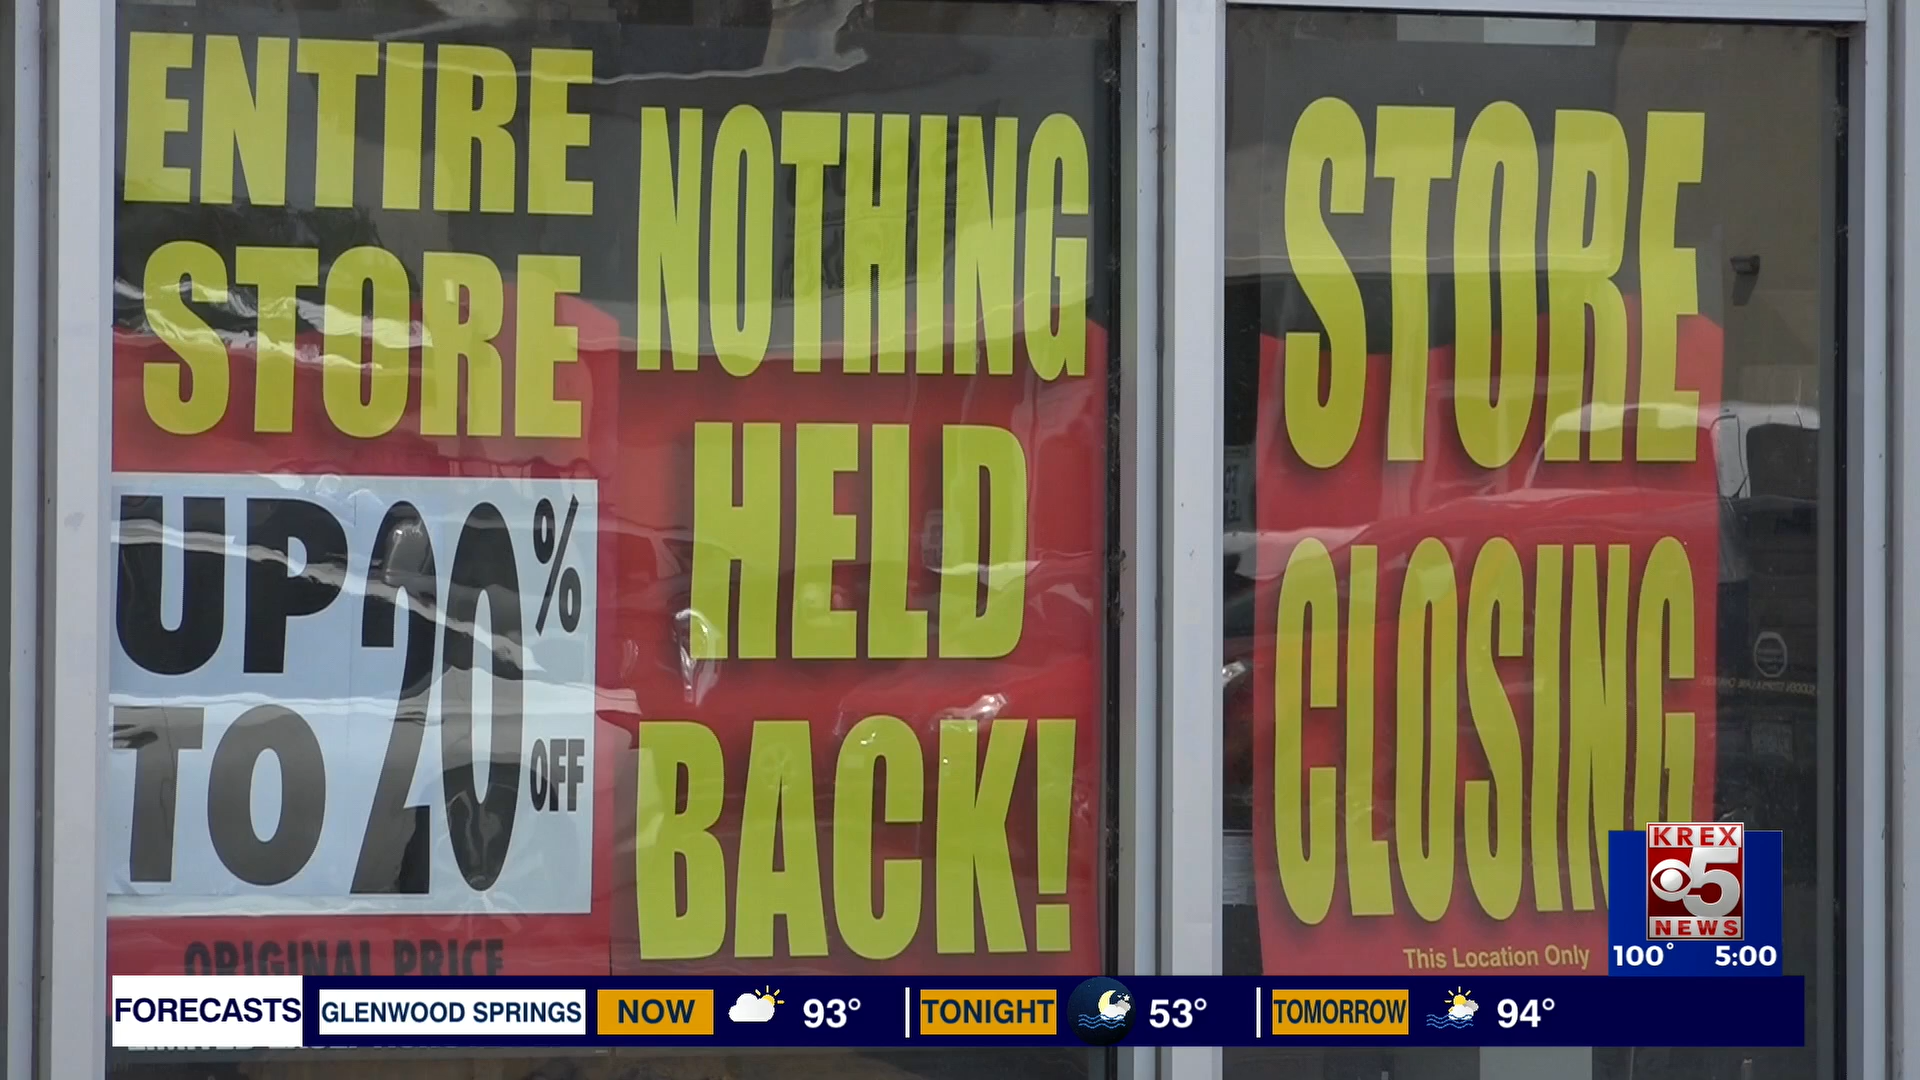 ENTIRE
STORE
UP
TO
20
%
OFF
ORIGINAL PRICE
NOTHING
HELD
BACK!
STORE
CLOSING
This Location Only
KREX
5
NEWS
100° 5:00
FORECASTS GLENWOOD SPRINGS NOW 93° TONIGHT 53° TOMORROW 94°